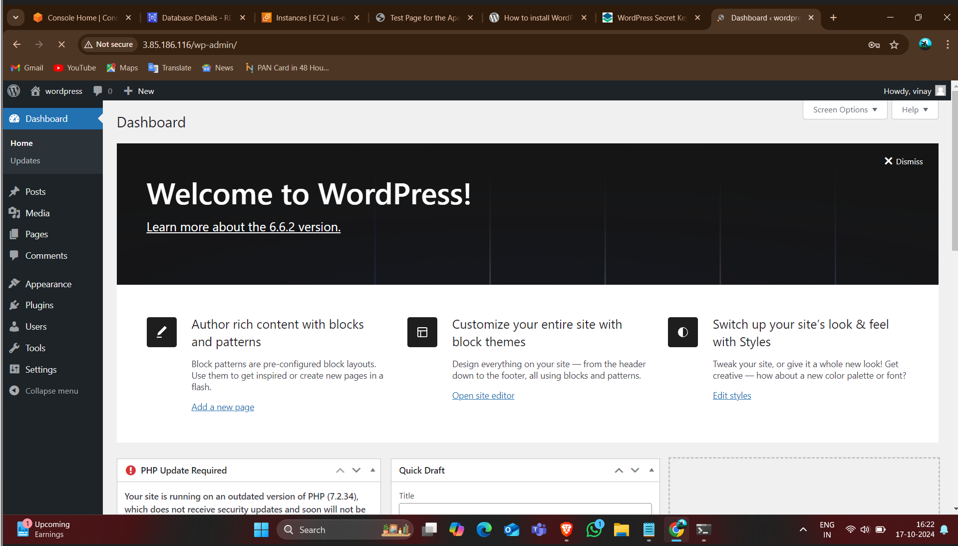 Console Home | Con
Database Details - R
Instances | EC2 | us-e
Test Page for the Ap
How to install WordP
WordPress Secret Ke
Dashboard ‹ wordpr
Not secure
3.85.186.116/wp-admin/
Gmail
YouTube
Maps
Translate
News
PAN Card in 48 Hou...
wordpress
0
New
Howdy, vinay
Dashboard
Home
Updates
Posts
Media
Pages
Comments
Appearance
Plugins
Users
Tools
Settings
Collapse menu
Screen Options
Help
Dashboard
Dismiss
Welcome to WordPress!
Learn more about the 6.6.2 version.
Author rich content with blocks
and patterns
Block patterns are pre-configured block layouts.
Use them to get inspired or create new pages in a
flash.
Add a new page
Customize your entire site with
block themes
Design everything on your site — from the header
down to the footer, all using blocks and patterns.
Open site editor
Switch up your site’s look & feel
with Styles
Tweak your site, or give it a whole new look! Get
creative — how about a new color palette or font?
Edit styles
PHP Update Required
Your site is running on an outdated version of PHP (7.2.34),
which does not receive security updates and soon will not be
Quick Draft
Title
1
Upcoming
Earnings
Search
1
ENG
IN
16:22
17-10-2024